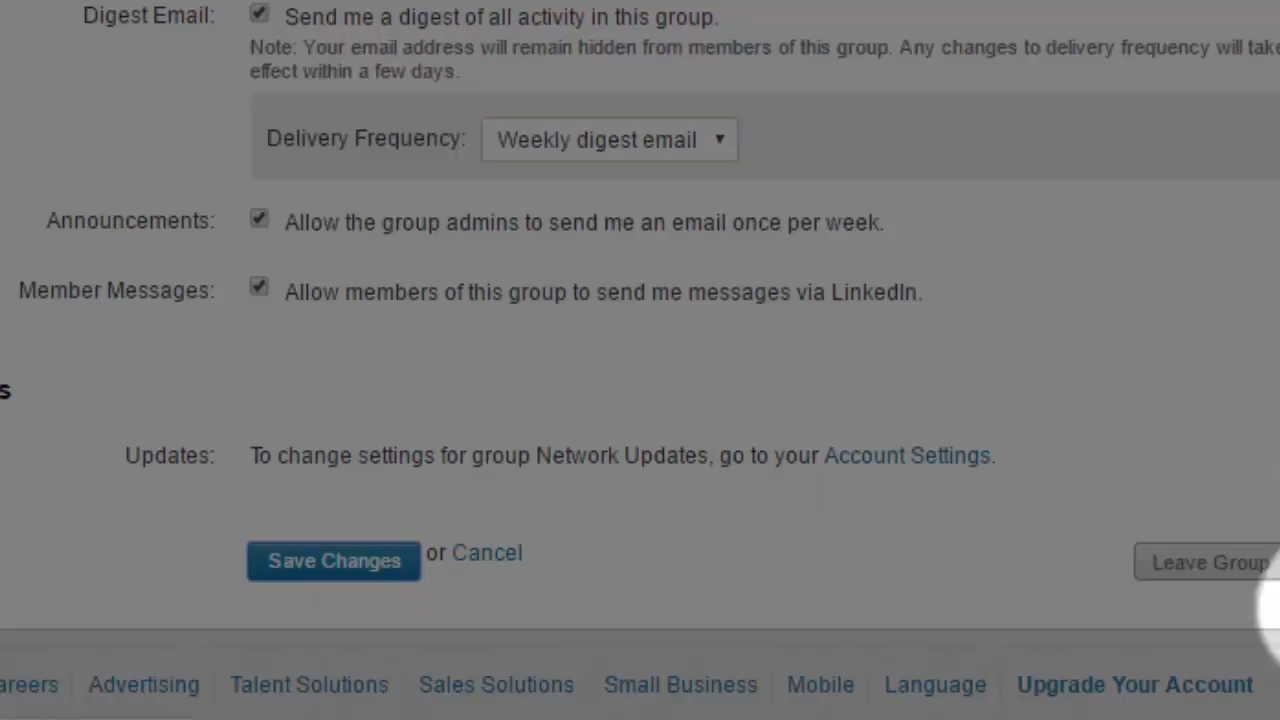 Digest Email: Send me a digest of all activity in this group.
Note: Your email address will remain hidden from members of this group. Any changes to delivery frequency will take
effect within a few days.
Delivery Frequency: Weekly digest email
Announcements: Allow the group admins to send me an email once per week.
Member Messages: Allow members of this group to send me messages via LinkedIn.
s
Updates: To change settings for group Network Updates, go to your Account Settings.
Save Changes or Cancel Leave Group
areers Advertising Talent Solutions Sales Solutions Small Business Mobile Language Upgrade Your Account